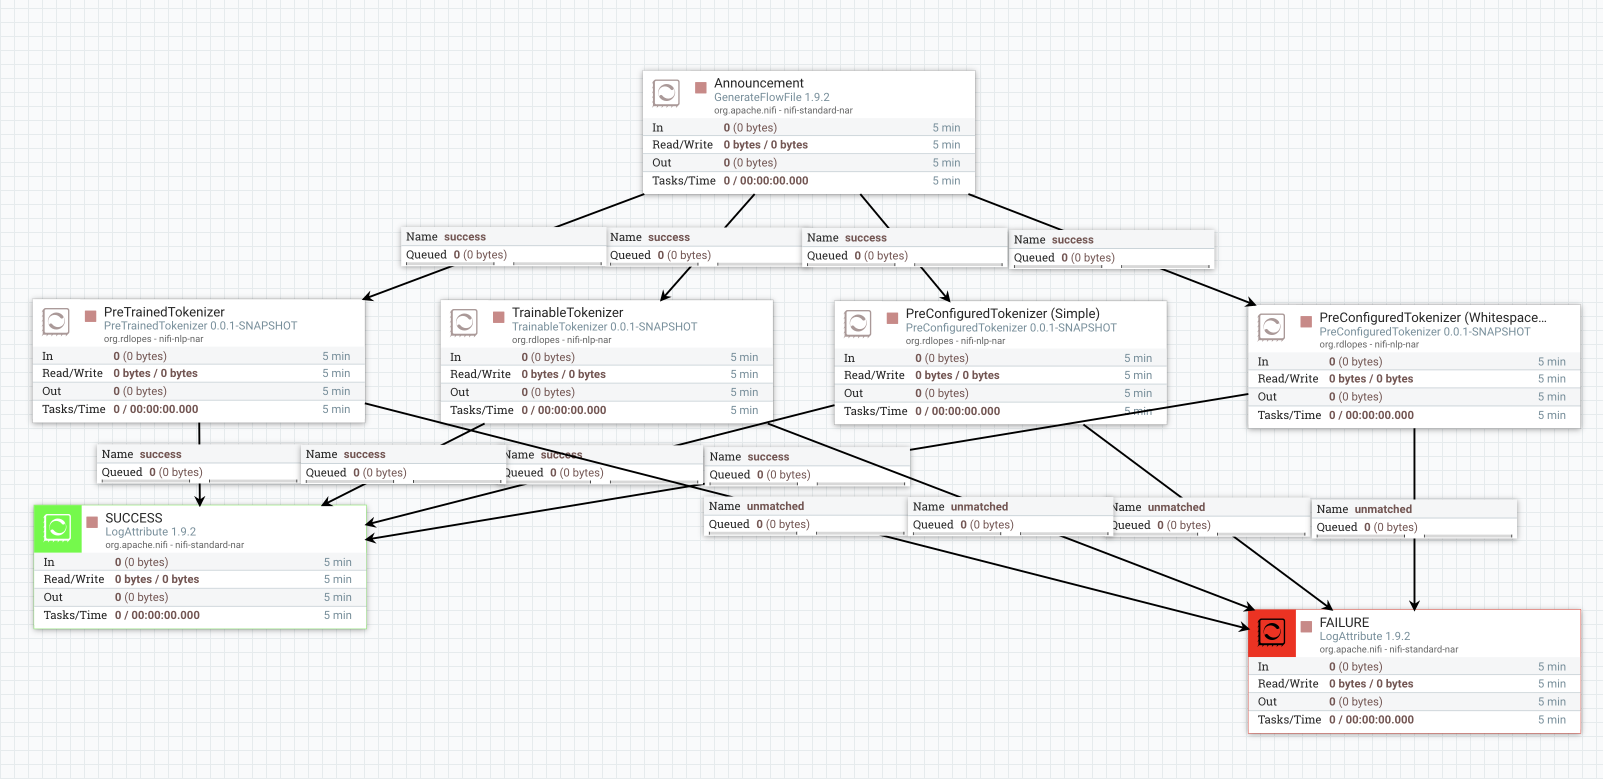 Announcement
GenerateFlowFile 1.9.2
org.apache.nifi - nifi-standard-nar
In 0 (0 bytes) 5 min
Read/Write 0 bytes / 0 bytes 5 min
Out 0 (0 bytes) 5 min
Tasks/Time 0 / 00:00:00.000 5 min
Name success
Queued 0 (0 bytes)
Name success
Queued 0 (0 bytes)
Name success
Queued 0 (0 bytes)
Name success
Queued 0 (0 bytes)
PreTrainedTokenizer
PreTrainedTokenizer 0.0.1-SNAPSHOT
org.rdlopes - nifi-nlp-nar
In 0 (0 bytes) 5 min
Read/Write 0 bytes / 0 bytes 5 min
Out 0 (0 bytes) 5 min
Tasks/Time 0 / 00:00:00.000 5 min
TrainableTokenizer
TrainableTokenizer 0.0.1-SNAPSHOT
org.rdlopes - nifi-nlp-nar
In 0 (0 bytes) 5 min
Read/Write 0 bytes / 0 bytes 5 min
Out 0 (0 bytes) 5 min
Tasks/Time 0 / 00:00:00.000 5 min
PreConfiguredTokenizer (Simple)
PreConfiguredTokenizer 0.0.1-SNAPSHOT
org.rdlopes - nifi-nlp-nar
In 0 (0 bytes) 5 min
Read/Write 0 bytes / 0 bytes 5 min
Out 0 (0 bytes) 5 min
Tasks/Time 0 / 00:00:00.000 5 min
PreConfiguredTokenizer (Whitespace...
PreConfiguredTokenizer 0.0.1-SNAPSHOT
org.rdlopes - nifi-nlp-nar
In 0 (0 bytes) 5 min
Read/Write 0 bytes / 0 bytes 5 min
Out 0 (0 bytes) 5 min
Tasks/Time 0 / 00:00:00.000 5 min
Name success
Queued 0 (0 bytes)
Name success
Queued 0 (0 bytes)
Name success
Queued 0 (0 bytes)
Name success
Queued 0 (0 bytes)
Name unmatched
Queued 0 (0 bytes)
Name unmatched
Queued 0 (0 bytes)
Name unmatched
Queued 0 (0 bytes)
Name unmatched
Queued 0 (0 bytes)
SUCCESS
LogAttribute 1.9.2
org.apache.nifi - nifi-standard-nar
In 0 (0 bytes) 5 min
Read/Write 0 bytes / 0 bytes 5 min
Out 0 (0 bytes) 5 min
Tasks/Time 0 / 00:00:00.000 5 min
FAILURE
LogAttribute 1.9.2
org.apache.nifi - nifi-standard-nar
In 0 (0 bytes) 5 min
Read/Write 0 bytes / 0 bytes 5 min
Out 0 (0 bytes) 5 min
Tasks/Time 0 / 00:00:00.000 5 min